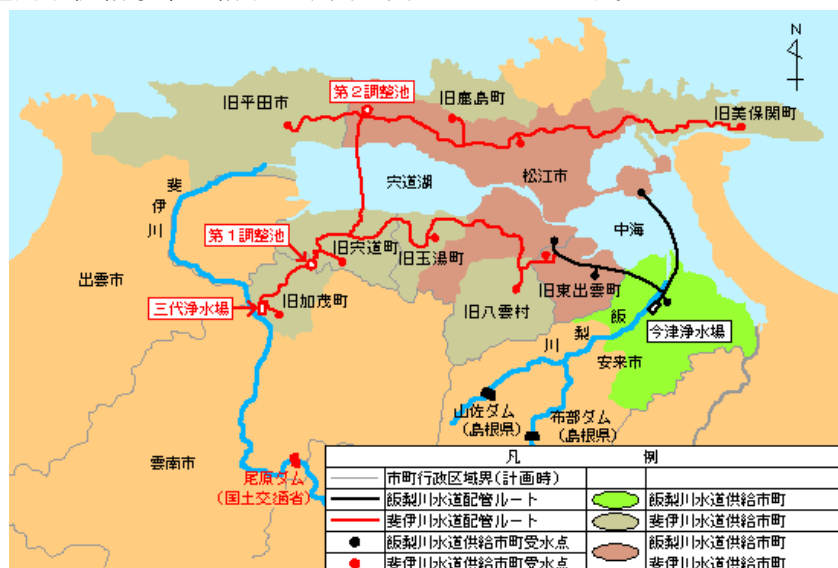 N
第2調整池
旧鹿島町
旧平田市
旧美保関町
宍道湖
松江市
斐伊川
中海
第1調整池
旧宍道町
旧玉湯町
出雲市
旧東出雲町
三代浄水場
旧加茂町
旧八雲村
飯梨川
今津浄水場
安来市
山佐ダム
(島根県)
布部ダム
(島根県)
雲南市
尾原ダム
(国土交通省)
凡 例
市町行政区域界(計画時)
飯梨川水道配管ルート 飯梨川水道供給市町
斐伊川水道配管ルート 斐伊川水道供給市町
飯梨川水道供給市町受水点 飯梨川水道供給市町
斐伊川水道供給市町受水点 斐伊川水道供給市町